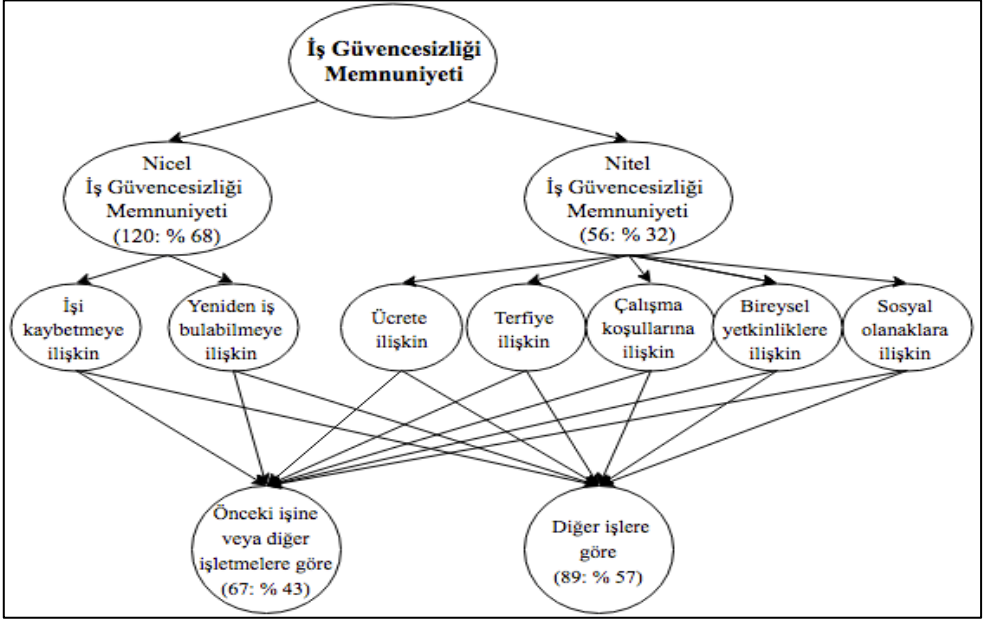 İş Güvencesizliği
Memnuniyeti
Nicel
İş Güvencesizliği
Memnuniyeti
(120: % 68)
Nitel
İş Güvencesizliği
Memnuniyeti
(56: % 32)
İşi
kaybetmeye
ilişkin
Yeniden iş
bulabilmeye
ilişkin
Ücrete
ilişkin
Terfiye
ilişkin
Çalışma
koşullarına
ilişkin
Bireysel
yetkinliklere
ilişkin
Sosyal
olanaklara
ilişkin
Önceki işine
veya diğer
işletmelere göre
(67: % 43)
Diğer işlere
göre
(89: % 57)